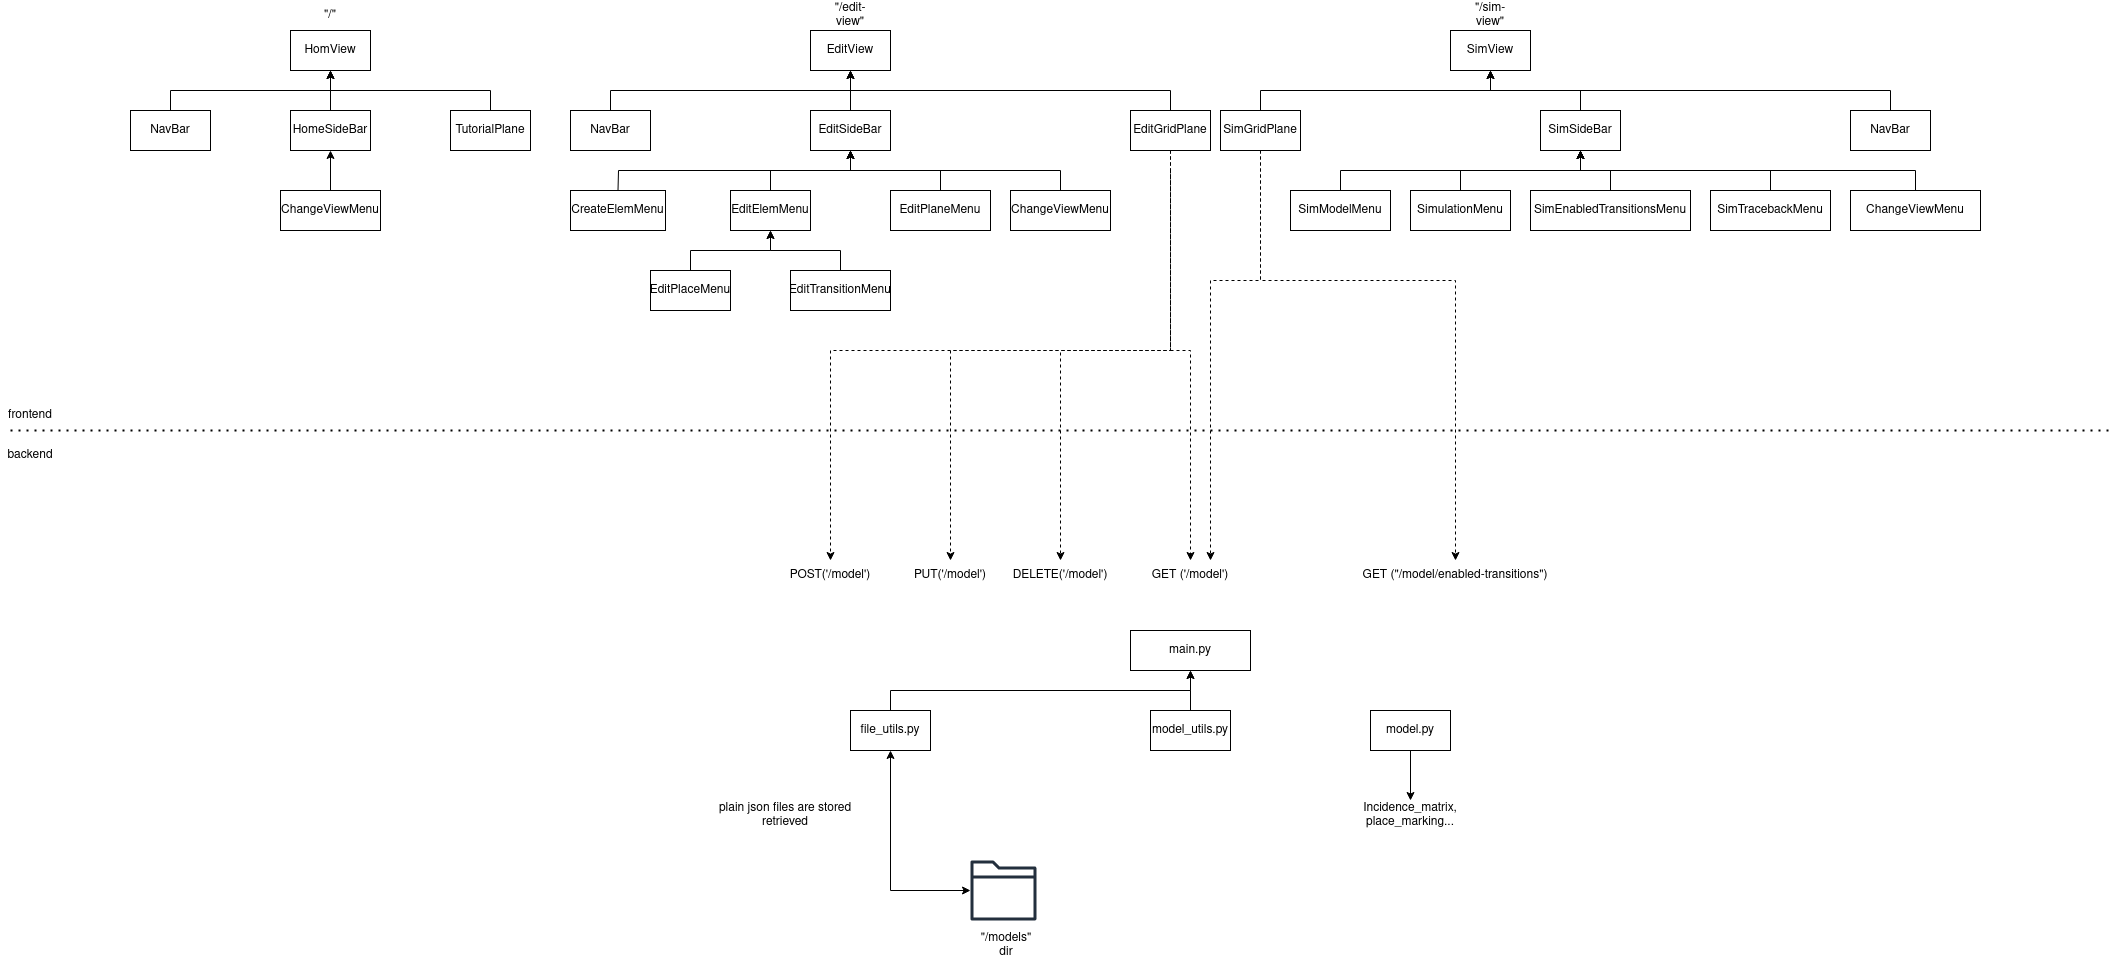 "/"
"/edit-
view"
"/sim-
view"
HomView
EditView
SimView
NavBar
HomeSideBar
TutorialPlane
NavBar
EditSideBar
EditGridPlane
SimGridPlane
SimSideBar
NavBar
ChangeViewMenu
CreateElemMenu
EditElemMenu
EditPlaneMenu
ChangeViewMenu
SimModelMenu
SimulationMenu
SimEnabledTransitionsMenu
SimTracebackMenu
ChangeViewMenu
EditPlaceMenu
EditTransitionMenu
frontend
backend
POST('/model')
PUT('/model')
DELETE('/model')
GET ('/model')
GET ("/model/enabled-transitions")
main.py
file_utils.py
model_utils.py
model.py
plain json files are stored
retrieved
Incidence_matrix,
place_marking...
"/models"
dir